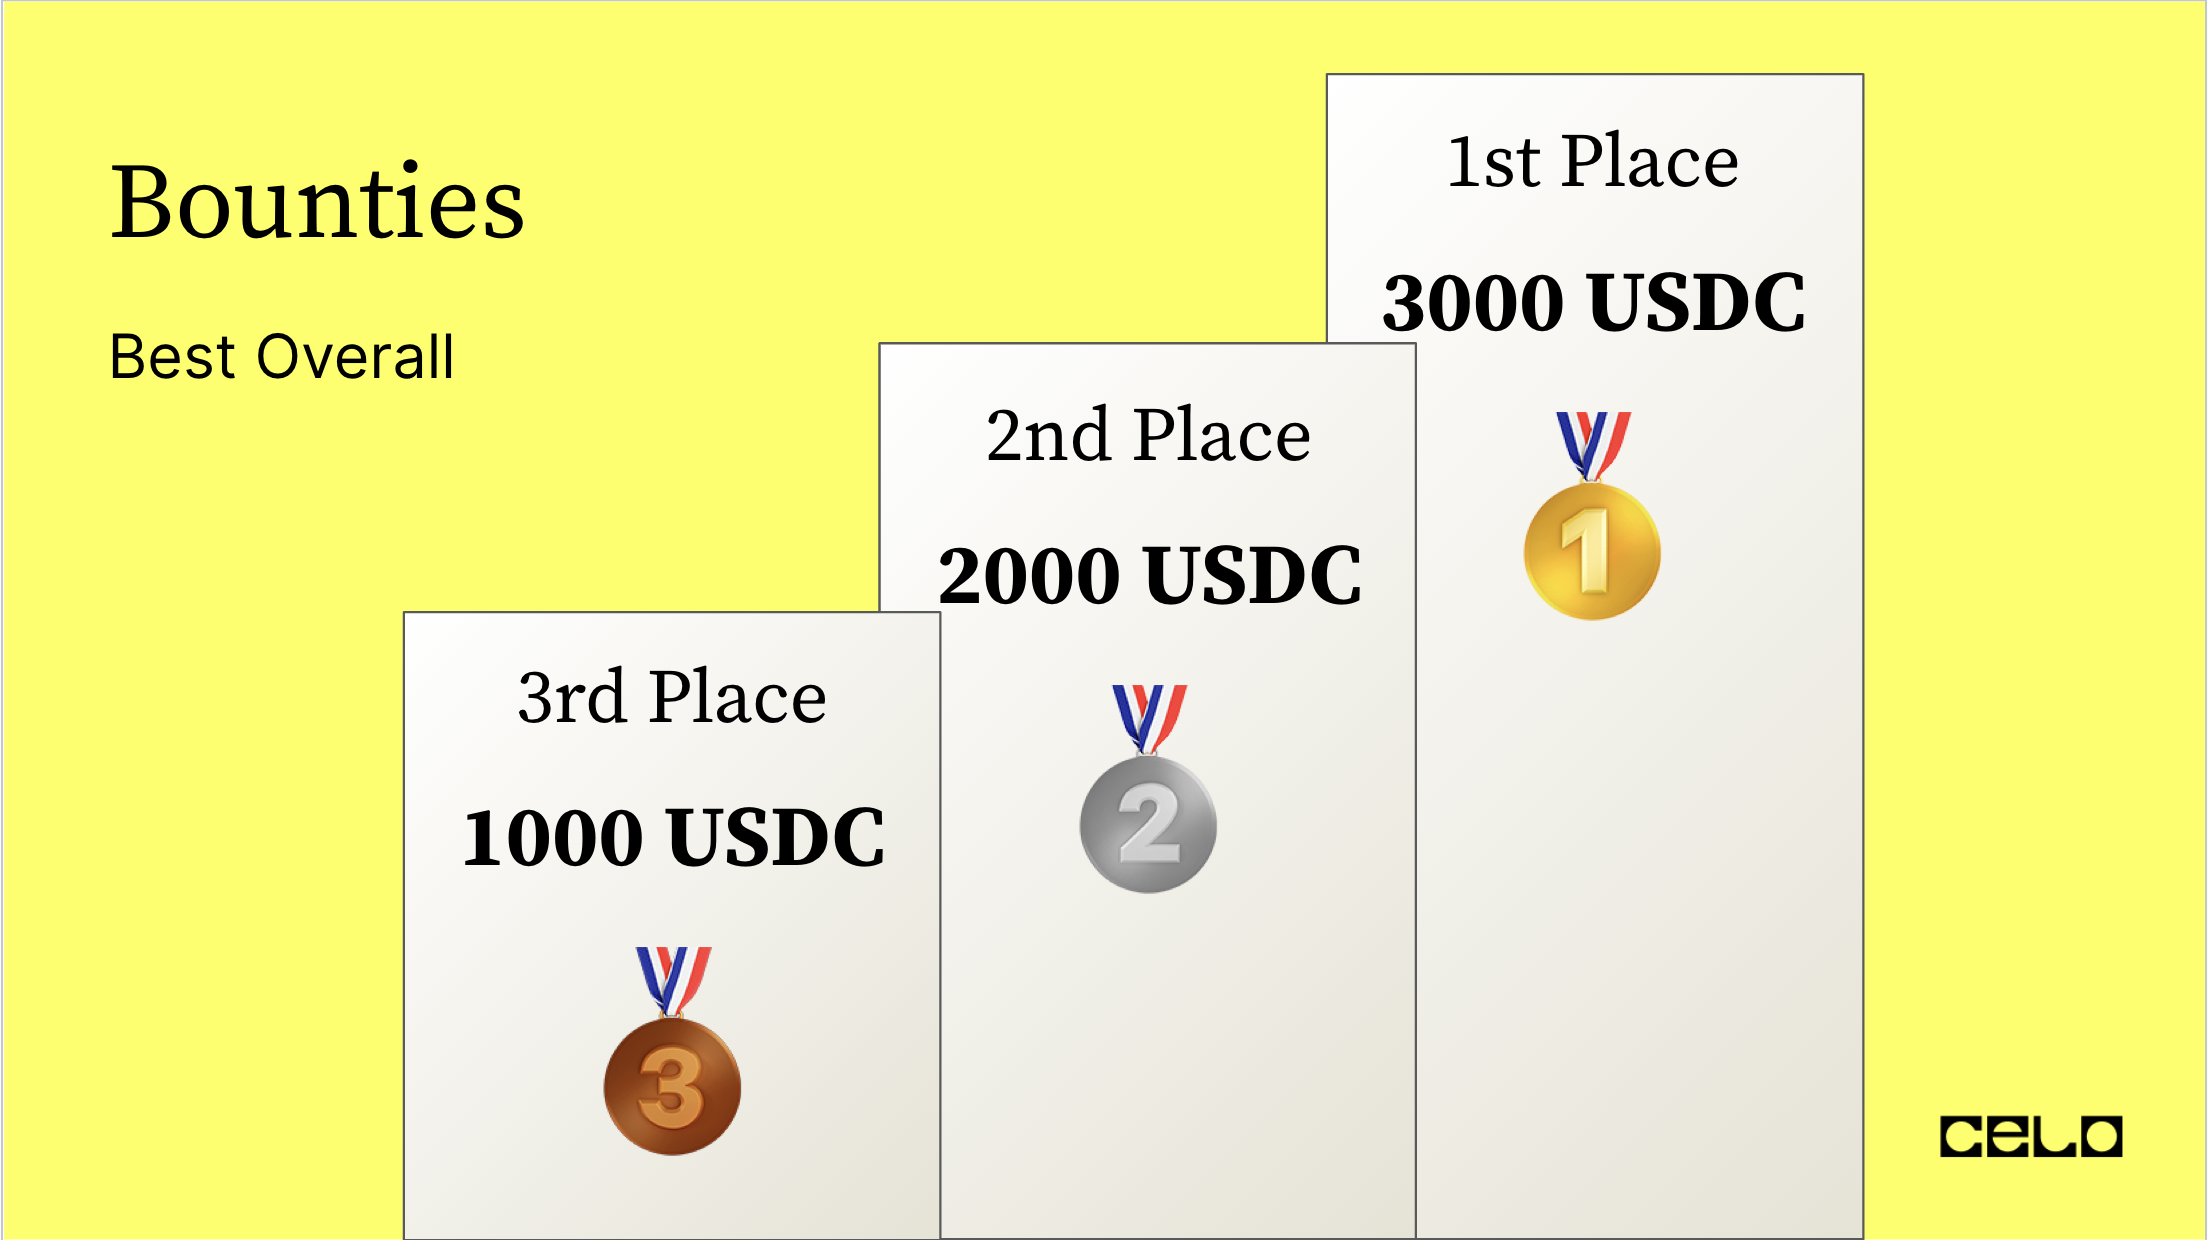 Bounties
Best Overall
1st Place
3000 USDC
1
2nd Place
2000 USDC
2
3rd Place
1000 USDC
3
CELO